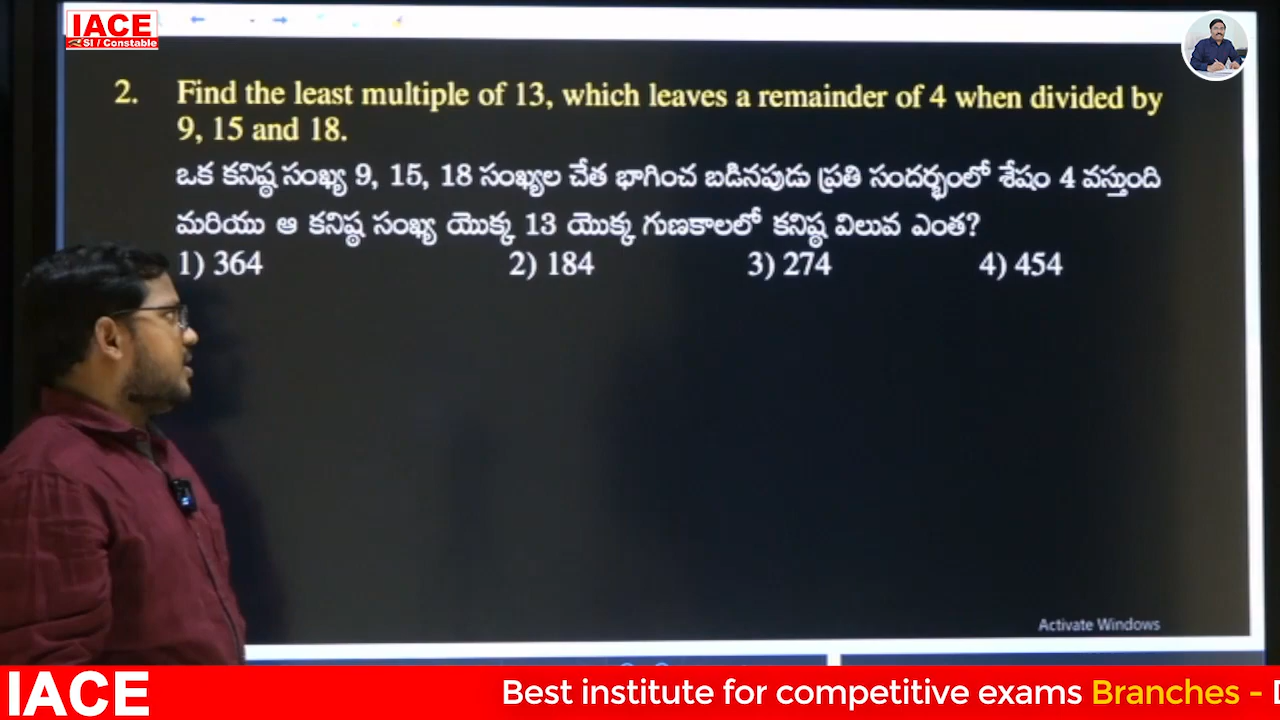 IACE
SI / Constable
2. Find the least multiple of 13, which leaves a remainder of 4 when divided by
9, 15 and 18.
ఒక కనిష్ఠ సంఖ్య 9, 15, 18 సంఖ్యల చేత భాగించ బడినపుడు ప్రతి సందర్భంలో శేషం 4 వస్తుంది
మరియు ఆ కనిష్ఠ సంఖ్య యొక్క 13 యొక్క గుణకాలలో కనిష్ఠ విలువ ఎంత?
1) 364 2) 184 3) 274 4) 454
Activate Windows
IACE Best institute for competitive exams Branches -